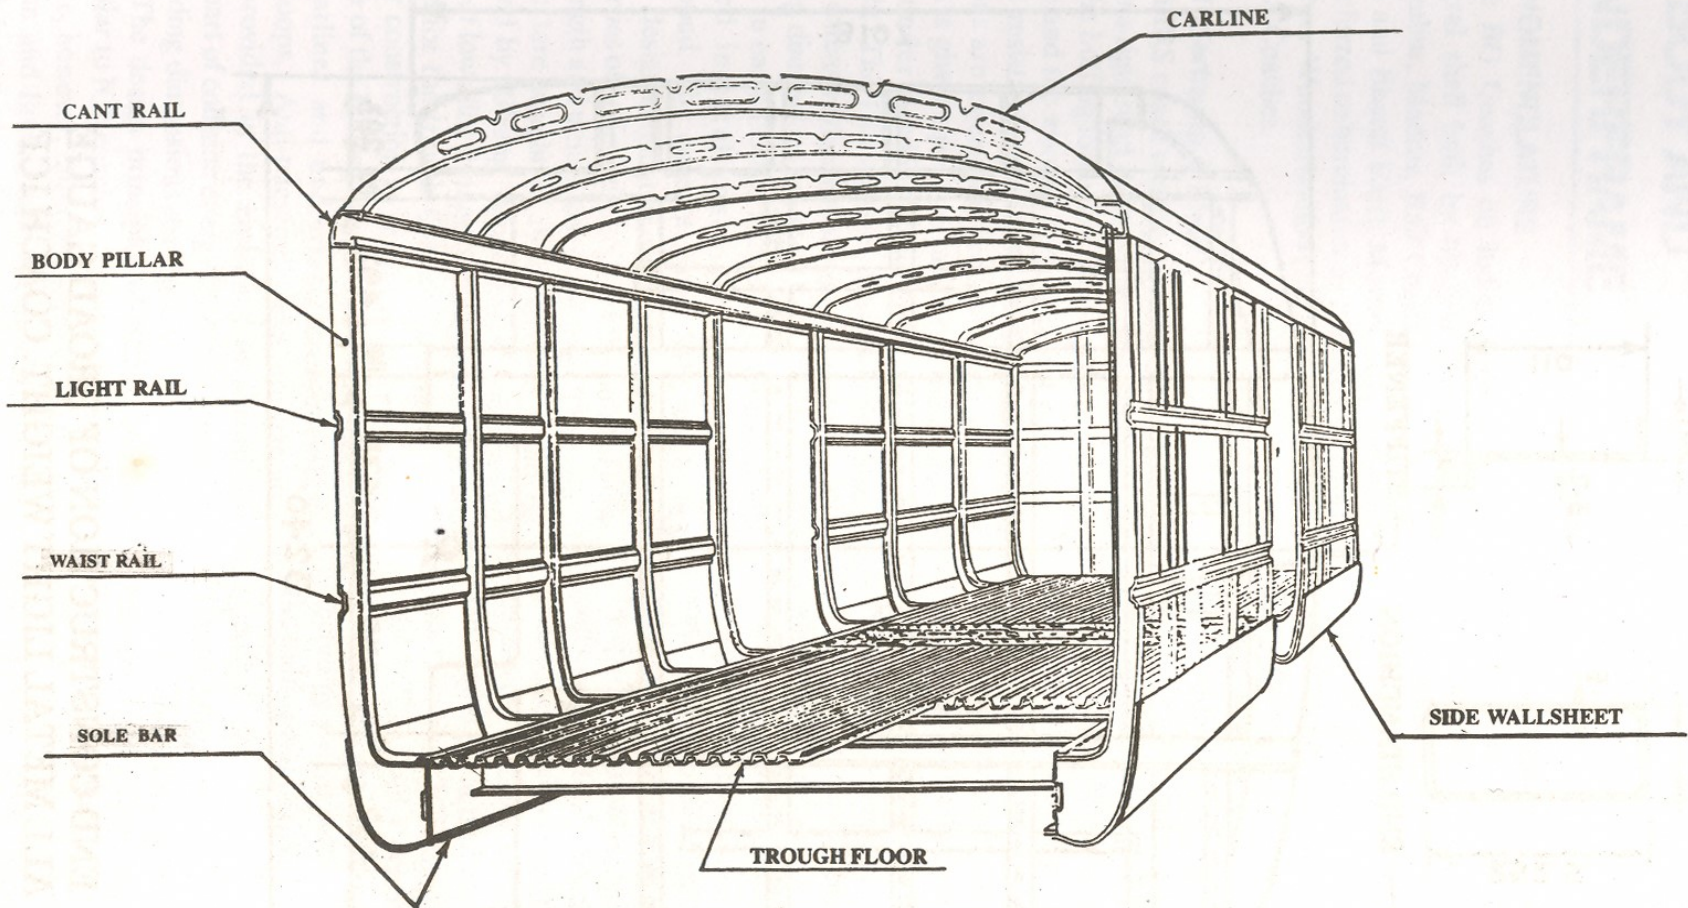 CARLINE
CANT RAIL
BODY PILLAR
LIGHT RAIL
WAIST RAIL
SOLE BAR
SIDE WALLSHEET
TROUGH FLOOR